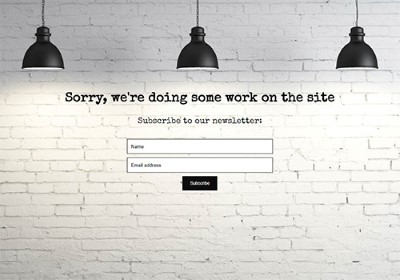 Sorry, we're doing some work on the site
Subscribe to our newsletter:
Name
Email address
Subscribe